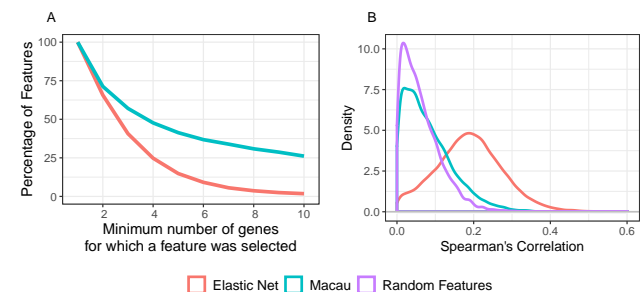 A
B
Percentage of Features
100
75
50
25
0
2
4
6
8
10
Minimum number of genes
for which a feature was selected
Density
10.0
7.5
5.0
2.5
0.0
0.0
0.2
0.4
0.6
Spearman's Correlation
Elastic Net
Macau
Random Features